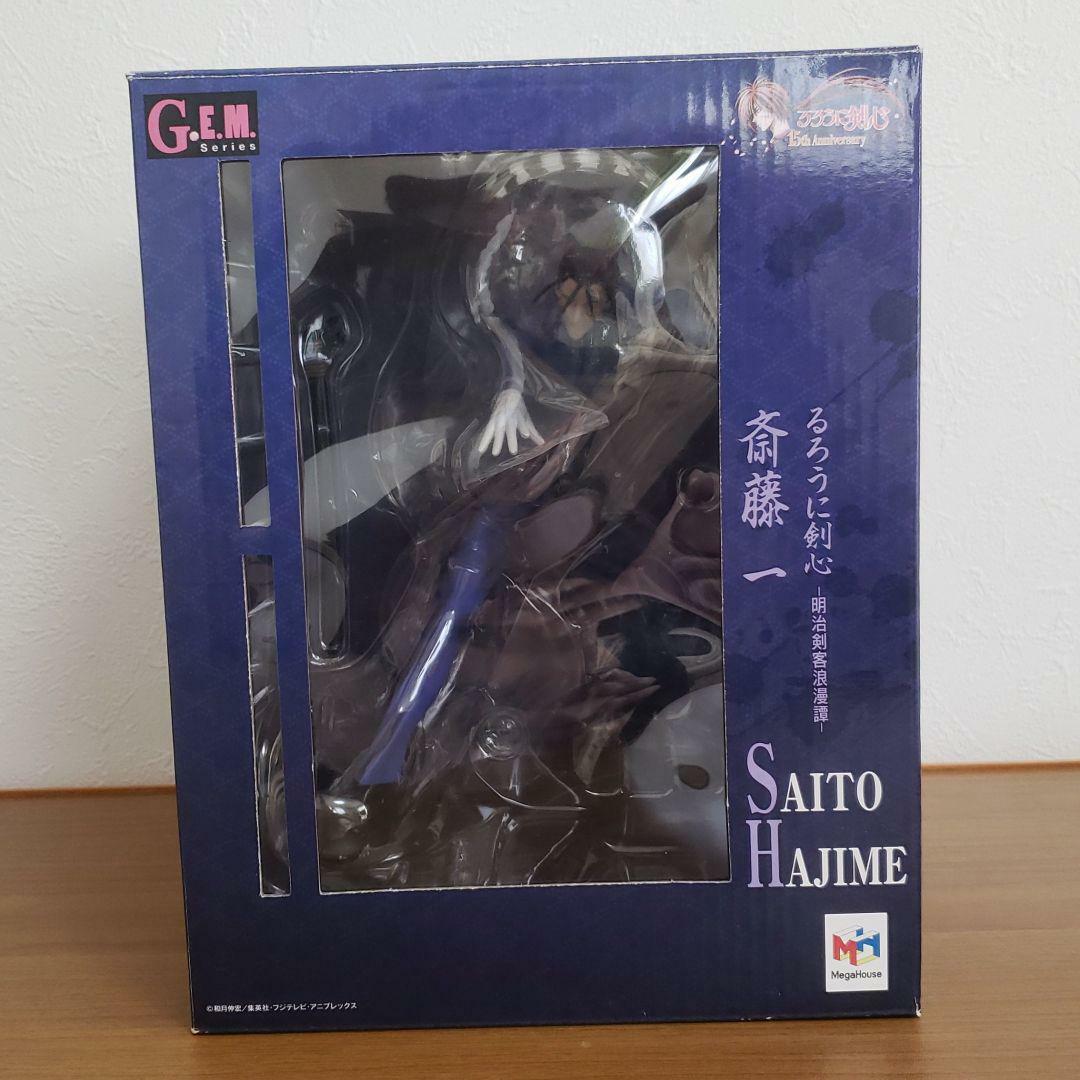 G.E.M.
Series
るろうに剣心
15th Anniversary
るろうに剣心
-明治剣客浪漫譚-
斎藤 一
SAITO
HAJIME
MH
MegaHouse
©和月伸宏／集英社・フジテレビ・アニプレックス